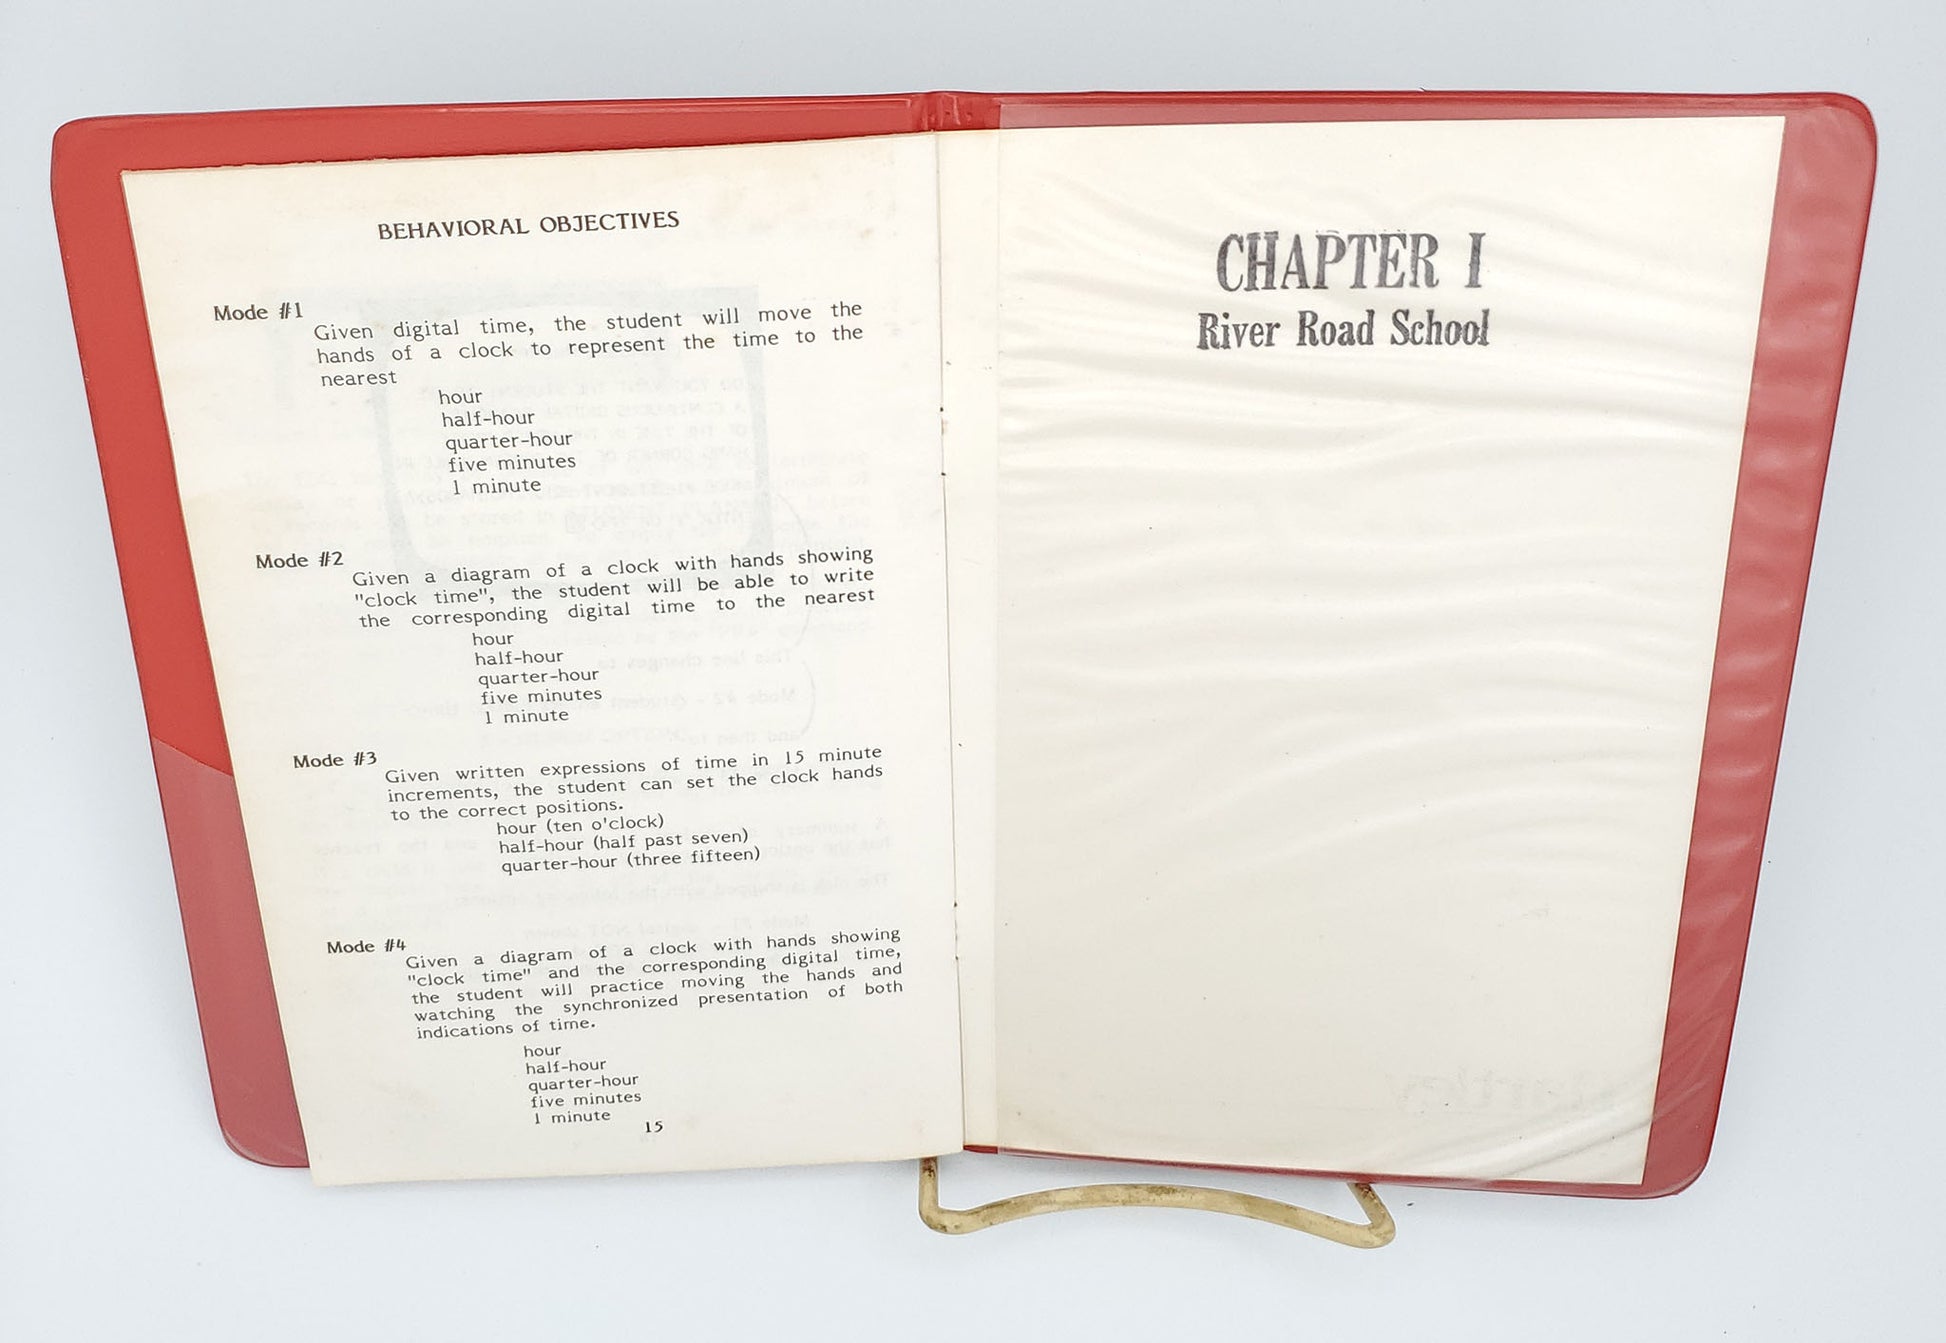 BEHAVIORAL OBJECTIVES
Mode #1
Given digital time, the student will move the
hands of a clock to represent the time to the
nearest
hour
half-hour
quarter-hour
five minutes
1 minute
Mode #2
Given a diagram of a clock with hands showing
"clock time", the student will be able to write
the corresponding digital time to the nearest
hour
half-hour
quarter-hour
five minutes
1 minute
Mode #3
Given written expressions of time in 15 minute
increments, the student can set the clock hands
to the correct positions.
hour (ten o'clock)
half-hour (half past seven)
quarter-hour (three fifteen)
Mode #4
Given a diagram of a clock with hands showing
"clock time" and the corresponding digital time,
the student will practice moving the hands and
watching the synchronized presentation of both
indications of time.
hour
half-hour
quarter-hour
five minutes
1 minute
15
CHAPTER I
River Road School